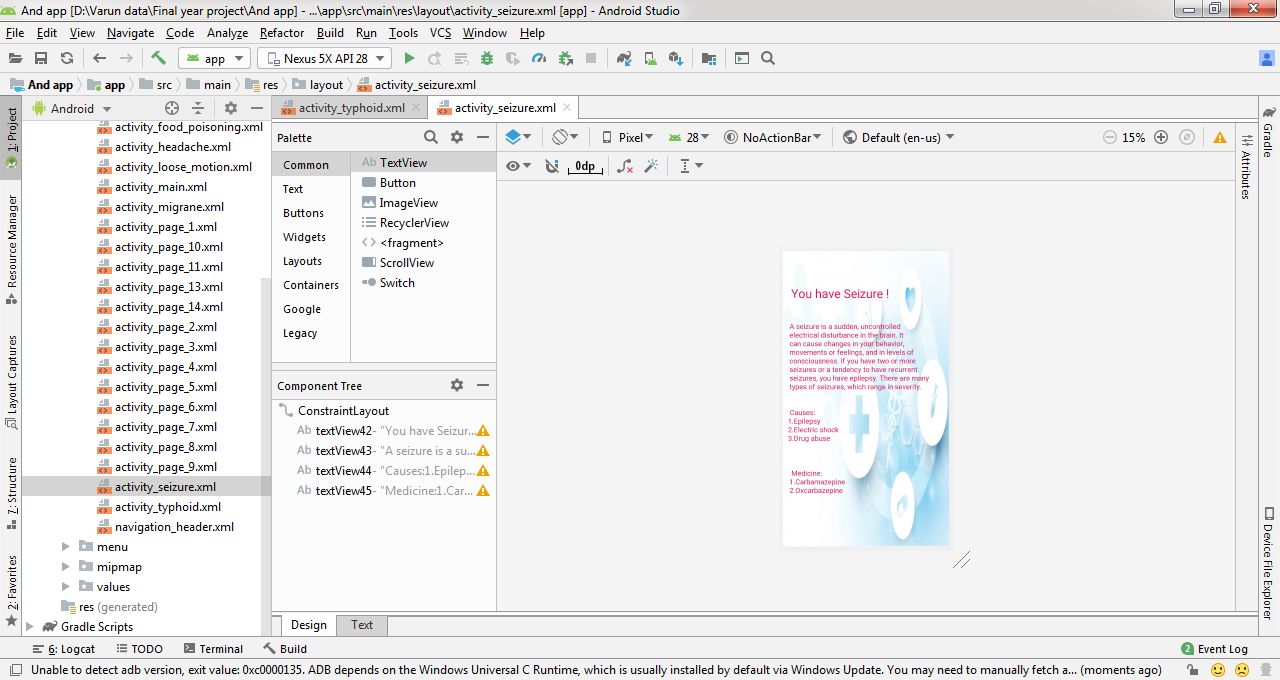 And app [D:\Varun data\Final year project\And app] - ...\app\src\main\res\layout\activity_seizure.xml [app] - Android Studio
File Edit View Navigate Code Analyze Refactor Build Run Tools VCS Window Help
app Nexus 5X API 28
And app app src main res layout activity_seizure.xml
1: Project
Resource Manager
Layout Captures
7: Structure
2: Favorites
Android
activity_food_poisoning.xml
activity_headache.xml
activity_loose_motion.xml
activity_main.xml
activity_migrane.xml
activity_page_1.xml
activity_page_10.xml
activity_page_11.xml
activity_page_13.xml
activity_page_14.xml
activity_page_2.xml
activity_page_3.xml
activity_page_4.xml
activity_page_5.xml
activity_page_6.xml
activity_page_7.xml
activity_page_8.xml
activity_page_9.xml
activity_seizure.xml
activity_typhoid.xml
navigation_header.xml
menu
mipmap
values
res (generated)
Gradle Scripts
activity_typhoid.xml activity_seizure.xml
Palette
Common
Text
Buttons
Widgets
Layouts
Containers
Google
Legacy
Ab TextView
Button
ImageView
RecyclerView
<fragment>
ScrollView
Switch
Component Tree
ConstraintLayout
Ab textView42- "You have Seizur...
Ab textView43- "A seizure is a su...
Ab textView44- "Causes:1.Epilep...
Ab textView45- "Medicine:1.Car...
Pixel 28 NoActionBar Default (en-us) 15%
0dp
You have Seizure !
A seizure is a sudden, uncontrolled
electrical disturbance in the brain. It
can cause changes in your behavior,
movements or feelings, and in levels of
consciousness. If you have two or more
seizures or a tendency to have recurrent
seizures, you have epilepsy. There are many
types of seizures, which range in severity.
Causes:
1.Epilepsy
2.Electric shock
3.Drug abuse
Medicine:
1.Carbamazepine
2.Oxcarbazepine
Design Text
Gradle
Attributes
Device File Explorer
6: Logcat TODO Terminal Build 2 Event Log
Unable to detect adb version, exit value: 0xc0000135. ADB depends on the Windows Universal C Runtime, which is usually installed by default via Windows Update. You may need to manually fetch a... (moments ago)